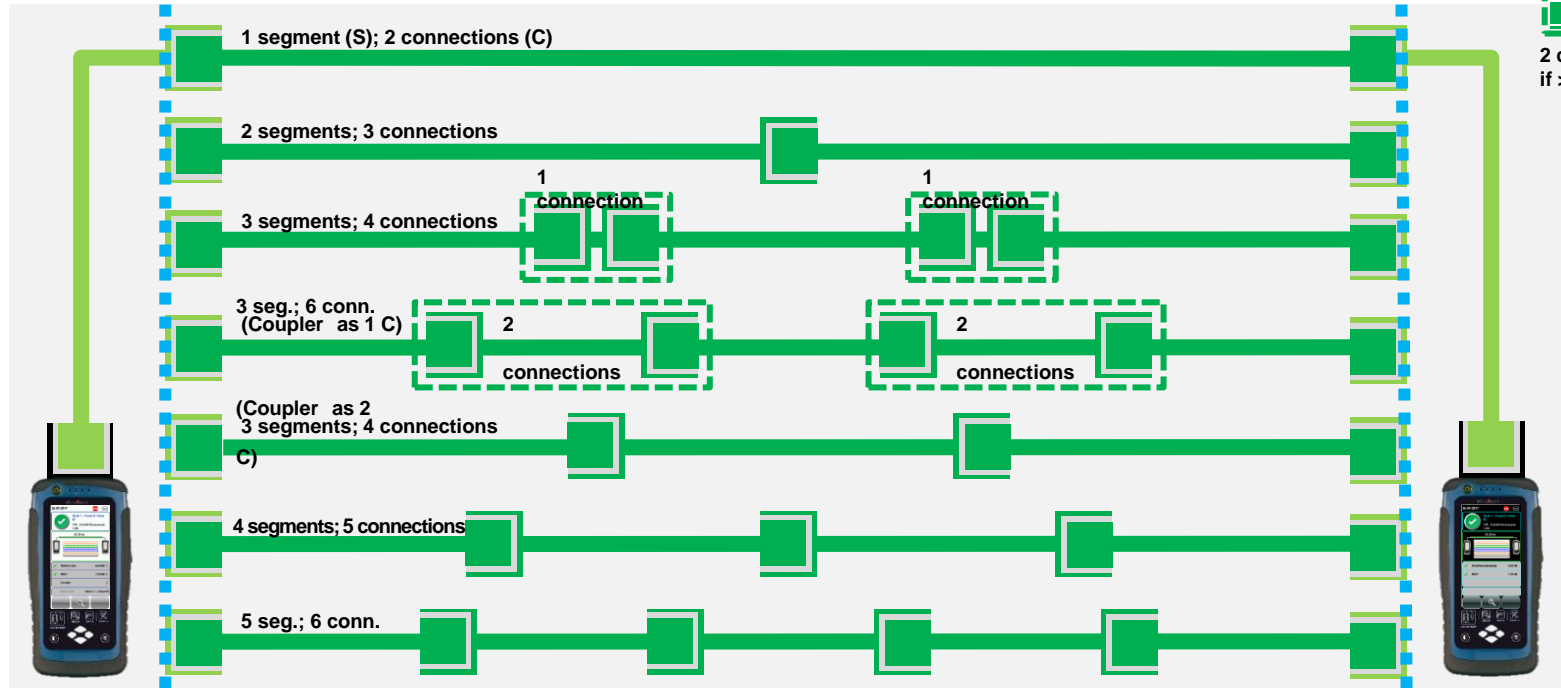 1 segment (S); 2 connections (C)
2 c
if >
2 segments; 3 connections
1
connection
1
connection
3 segments; 4 connections
3 seg.; 6 conn.
(Coupler as 1 C)
2
connections
2
connections
(Coupler as 2
3 segments; 4 connections
C)
4 segments; 5 connections
5 seg.; 6 conn.